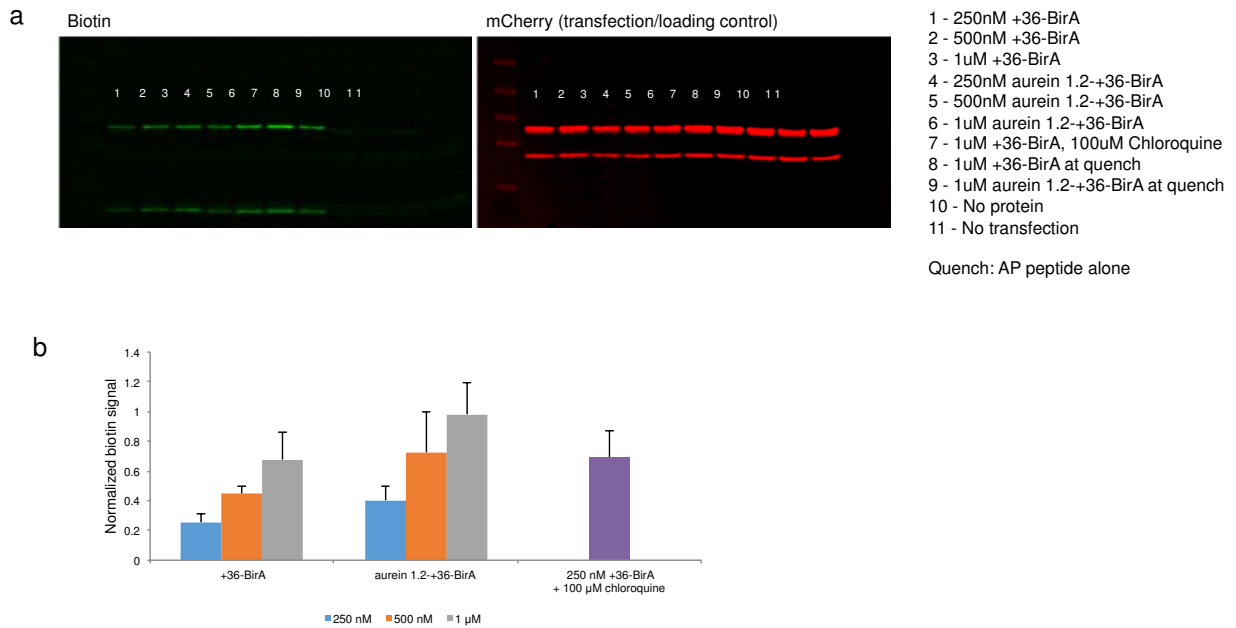 a
Biotin
mCherry (transfection/loading control)
1 2 3 4 5 6 7 8 9 10 11
1 2 3 4 5 6 7 8 9 10 11
1 - 250nM +36-BirA
2 - 500nM +36-BirA
3 - 1uM +36-BirA
4 - 250nM aurein 1.2-+36-BirA
5 - 500nM aurein 1.2-+36-BirA
6 - 1uM aurein 1.2-+36-BirA
7 - 1uM +36-BirA, 100uM Chloroquine
8 - 1uM +36-BirA at quench
9 - 1uM aurein 1.2-+36-BirA at quench
10 - No protein
11 - No transfection
Quench: AP peptide alone
b
Normalized biotin signal
1.4
1.2
1
0.8
0.6
0.4
0.2
0
+36-BirA
aurein 1.2-+36-BirA
250 nM +36-BirA
+ 100 µM chloroquine
250 nM 500 nM 1 µM